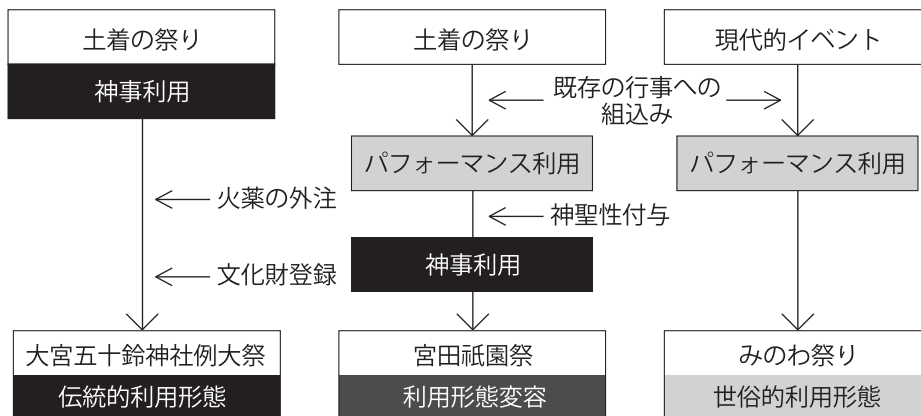 土着の祭り
神事利用
火薬の外注
文化財登録
大宮五十鈴神社例大祭
伝統的利用形態
土着の祭り
既存の行事への
組込み
パフォーマンス利用
神聖性付与
神事利用
宮田祇園祭
利用形態変容
現代的イベント
パフォーマンス利用
みのわ祭り
世俗的利用形態